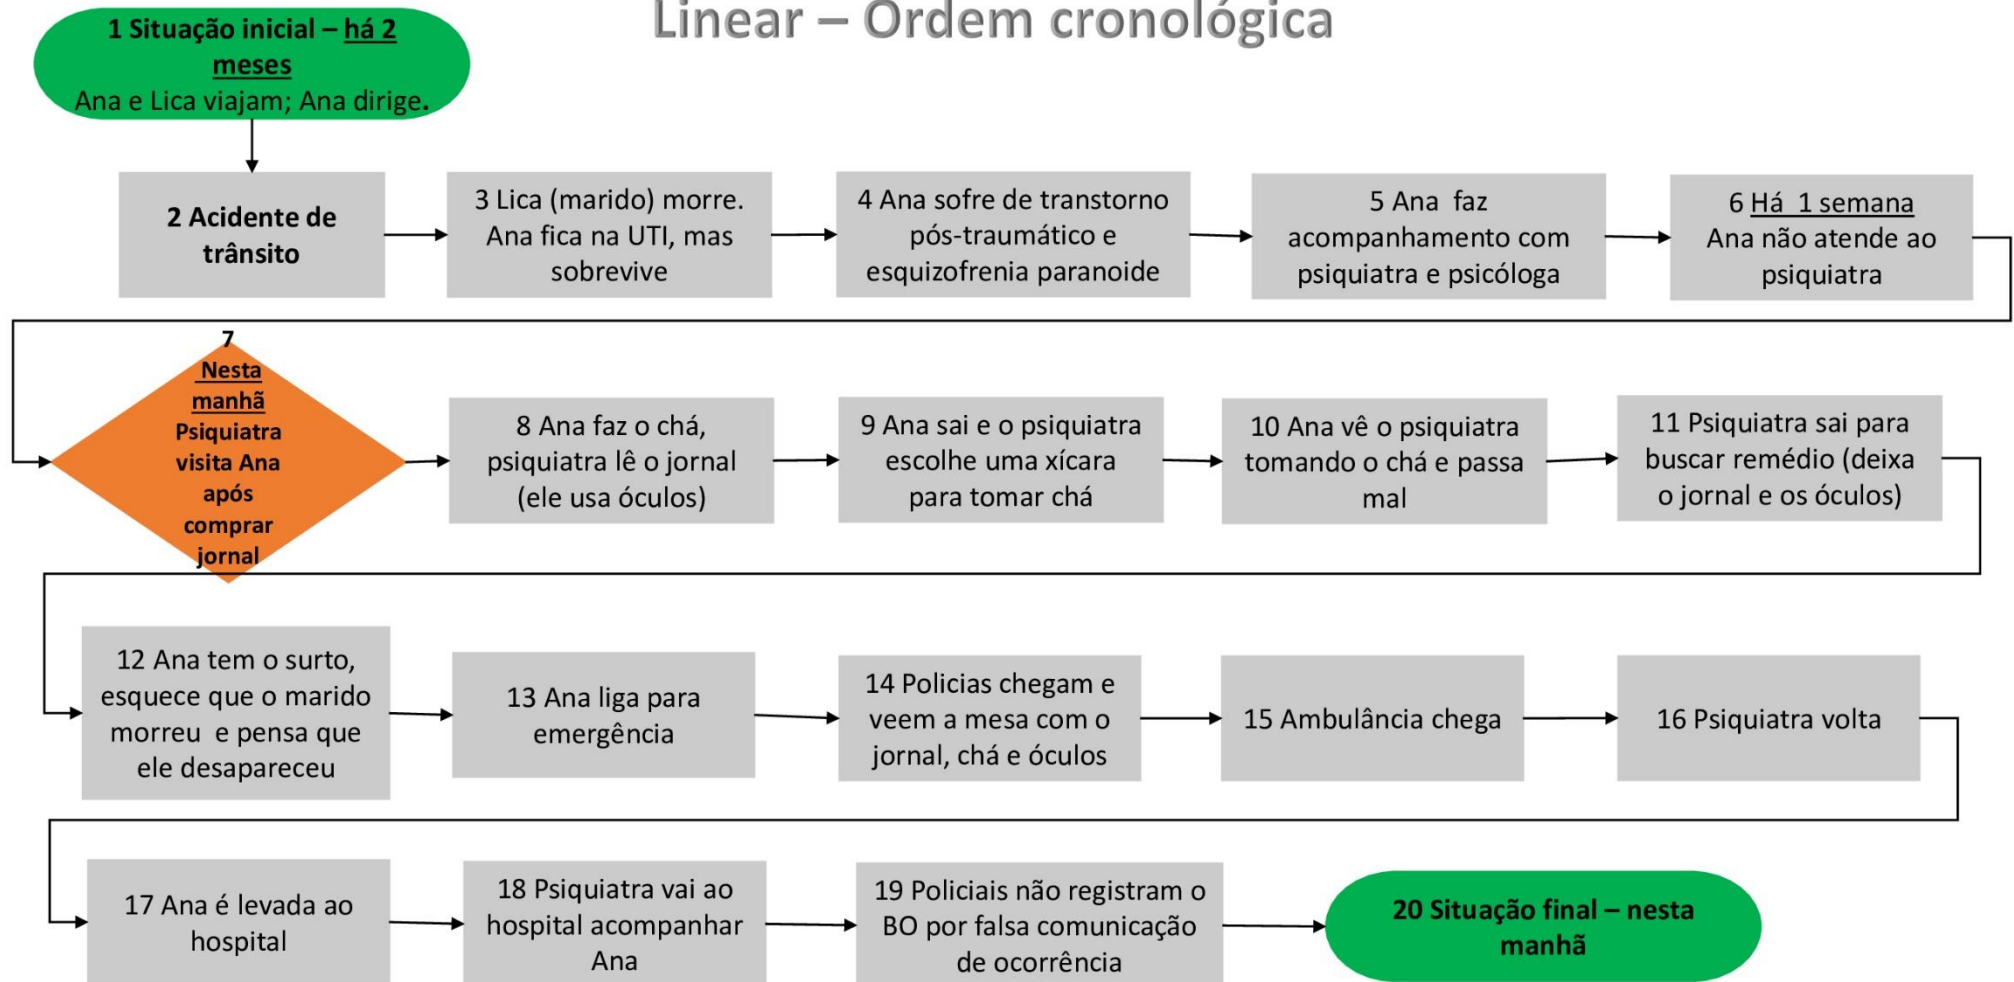 Linear – Ordem cronológica
1 Situação inicial – há 2
meses
Ana e Lica viajam; Ana dirige.
2 Acidente de
trânsito
3 Lica (marido) morre.
Ana fica na UTI, mas
sobrevive
4 Ana sofre de transtorno
pós-traumático e
esquizofrenia paranoide
5 Ana faz
acompanhamento com
psiquiatra e psicóloga
6 Há 1 semana
Ana não atende ao
psiquiatra
7
Nesta
manhã
Psiquiatra
visita Ana
após
comprar
jornal
8 Ana faz o chá,
psiquiatra lê o jornal
(ele usa óculos)
9 Ana sai e o psiquiatra
escolhe uma xícara
para tomar chá
10 Ana vê o psiquiatra
tomando o chá e passa
mal
11 Psiquiatra sai para
buscar remédio (deixa
o jornal e os óculos)
12 Ana tem o surto,
esquece que o marido
morreu e pensa que
ele desapareceu
13 Ana liga para
emergência
14 Policias chegam e
veem a mesa com o
jornal, chá e óculos
15 Ambulância chega
16 Psiquiatra volta
17 Ana é levada ao
hospital
18 Psiquiatra vai ao
hospital acompanhar
Ana
19 Policiais não registram o
BO por falsa comunicação
de ocorrência
20 Situação final – nesta
manhã